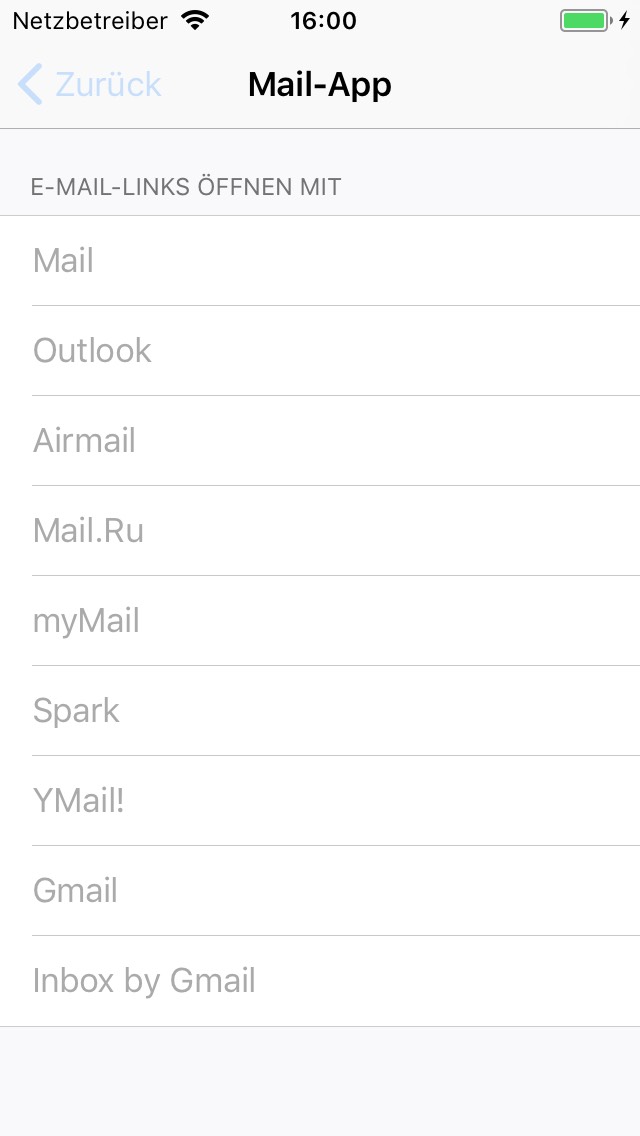 Netzbetreiber 16:00
Zurück Mail-App
E-MAIL-LINKS ÖFFNEN MIT
Mail
Outlook
Airmail
Mail.Ru
myMail
Spark
YMail!
Gmail
Inbox by Gmail